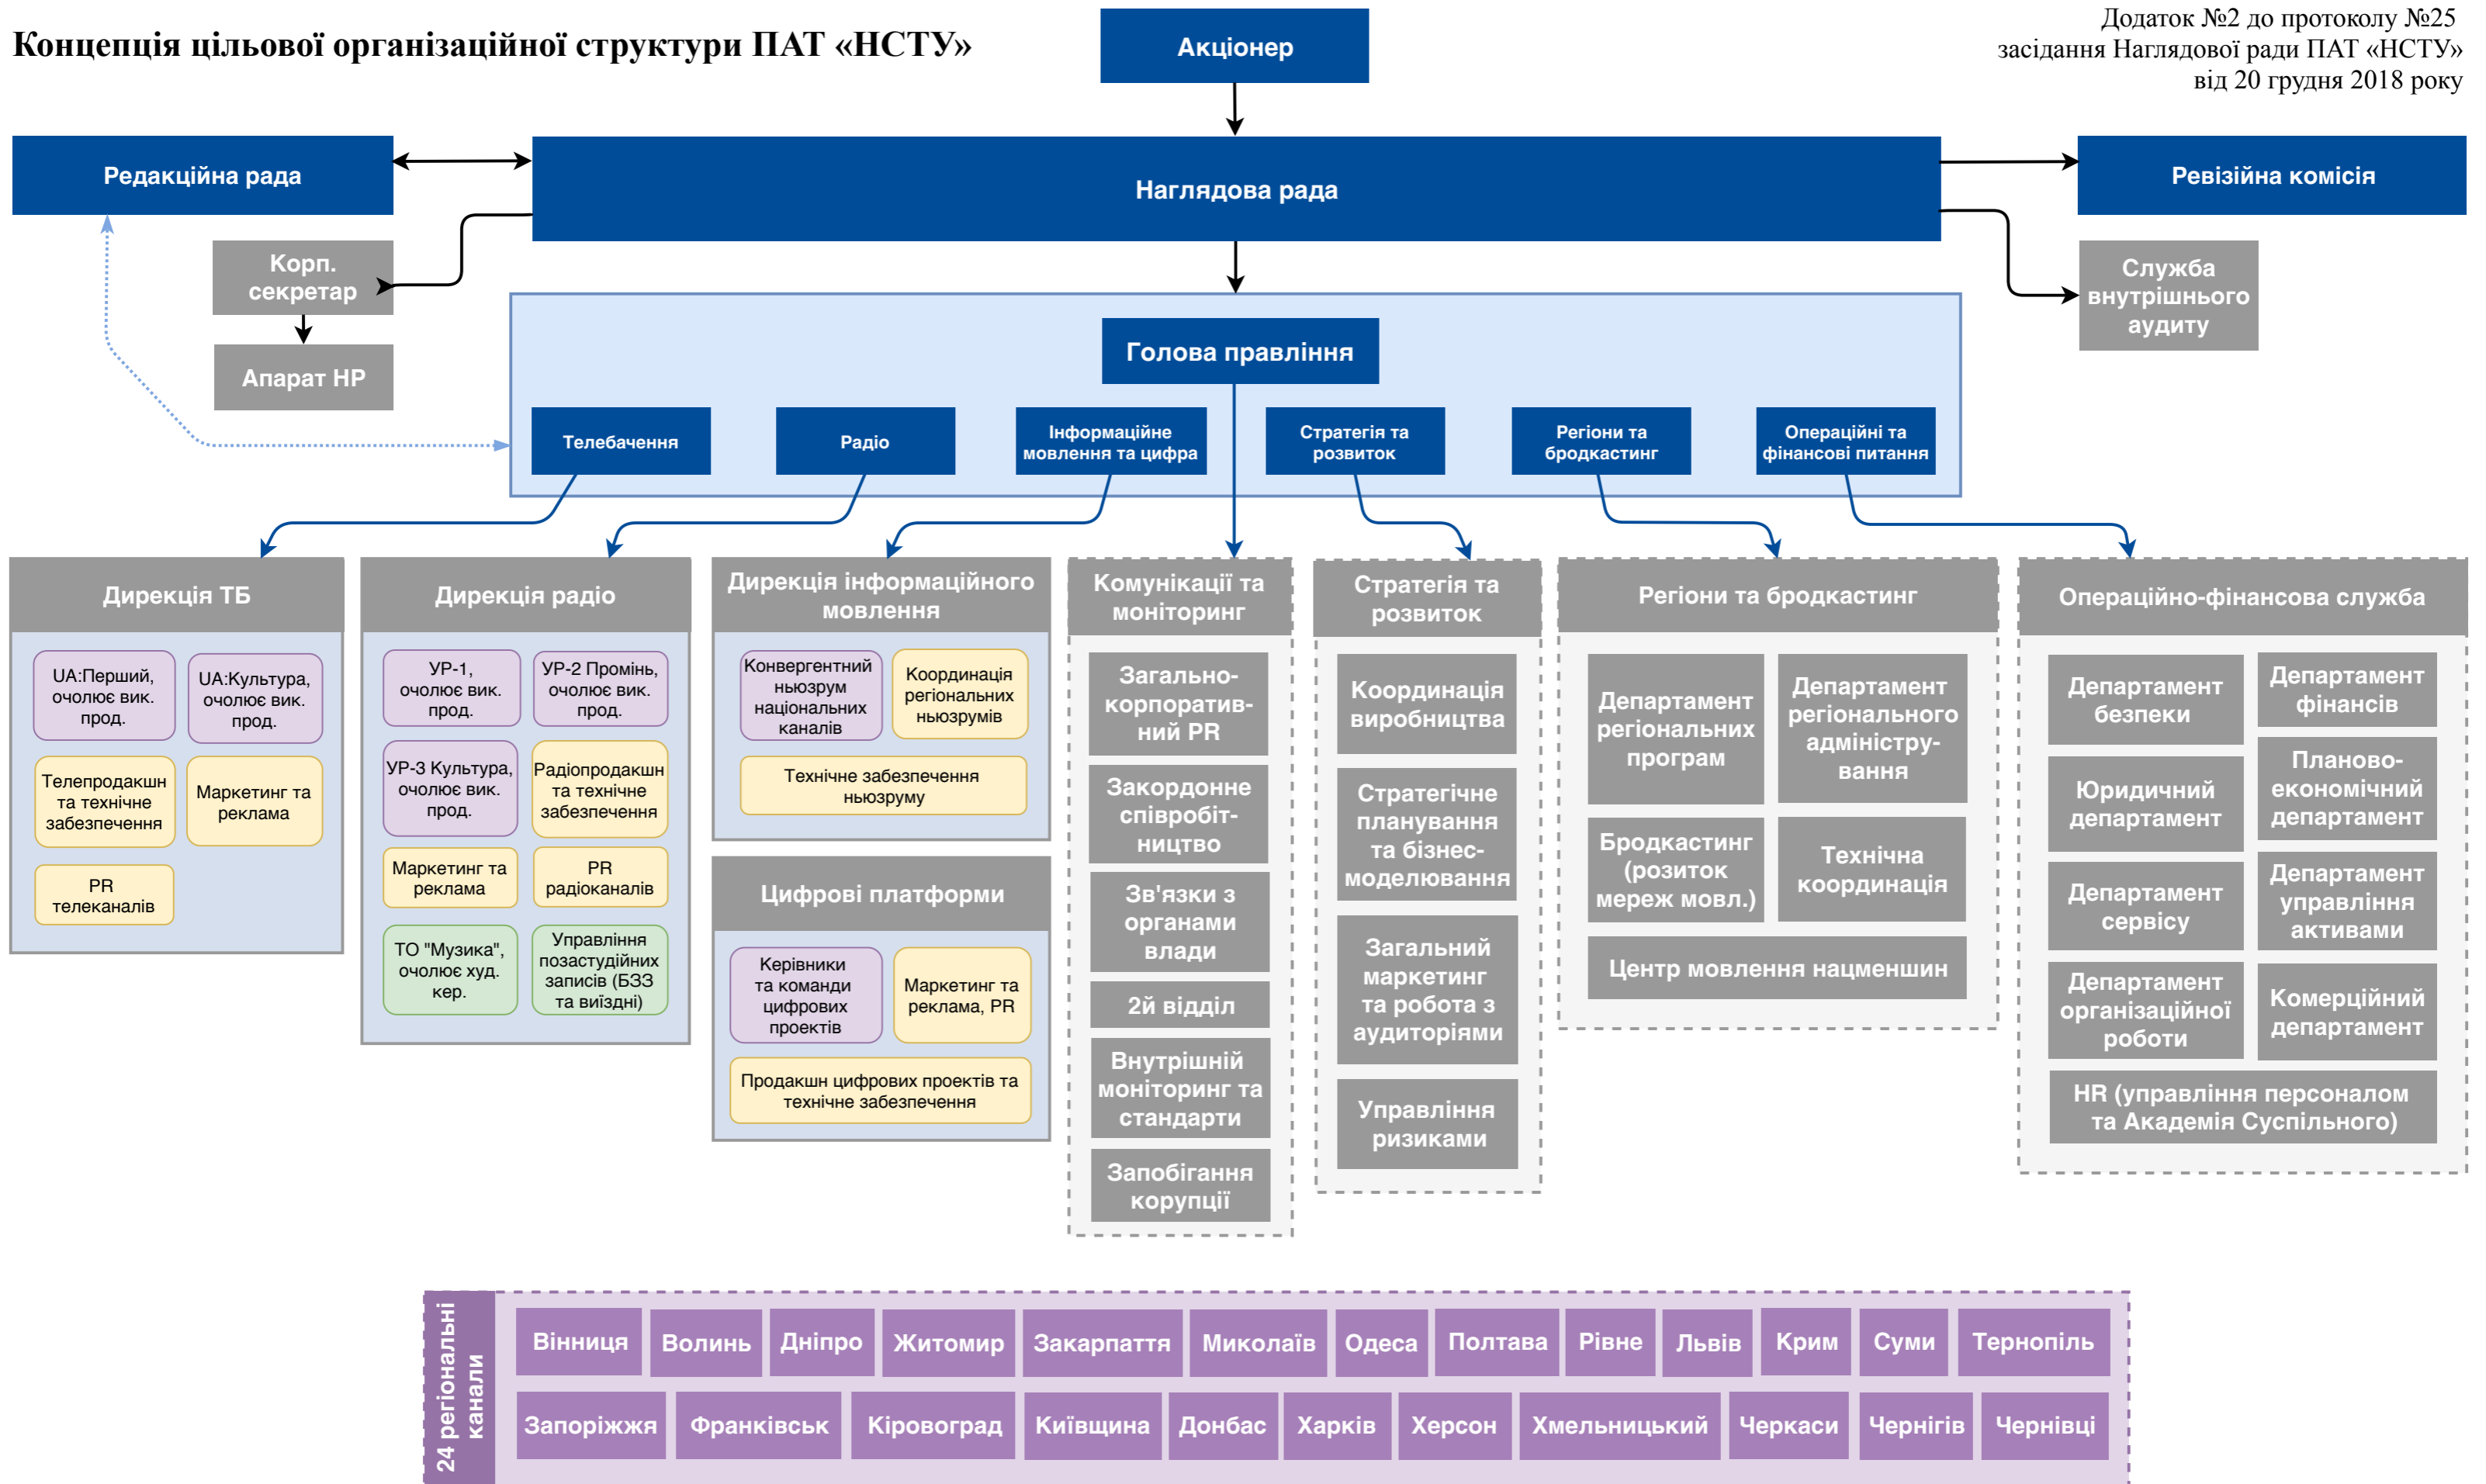 Концепція цільової організаційної структури ПАТ «НСТУ»
Додаток №2 до протоколу №25
засідання Наглядової ради ПАТ «НСТУ»
від 20 грудня 2018 року
Акціонер
Редакційна рада
Наглядова рада
Ревізійна комісія
Корп.
секретар
Апарат НР
Служба
внутрішнього
аудиту
Голова правління
Телебачення
Радіо
Інформаційне
мовлення та цифра
Стратегія та
розвиток
Регіони та
бродкастинг
Операційні та
фінансові питання
Дирекція ТБ
UA:Перший,
очолює вик.
прод.
UA:Культура,
очолює вик.
прод.
Телепродакшн
та технічне
забезпечення
Маркетинг та
реклама
PR
телеканалів
Дирекція радіо
УР-1,
очолює вик.
прод.
УР-2 Промінь,
очолює вик.
прод.
УР-3 Культура,
очолює вик.
прод.
Радіопродакшн
та технічне
забезпечення
Маркетинг та
реклама
PR
радіоканалів
ТО "Музика",
очолює худ.
кер.
Управління
позастудійних
записів (БЗЗ
та виїздні)
Дирекція інформаційного
мовлення
Конвергентний
ньюзрум
національних
каналів
Координація
регіональних
ньюзрумів
Технічне забезпечення
ньюзруму
Цифрові платформи
Керівники
та команди
цифрових
проектів
Маркетинг та
реклама, PR
Продакшн цифрових проектів та
технічне забезпечення
Комунікації та
моніторинг
Загально-
корпоратив-
ний PR
Закордонне
співробіт-
ництво
Зв'язки з
органами
влади
2й відділ
Внутрішній
моніторинг та
стандарти
Запобігання
корупції
Стратегія та
розвиток
Координація
виробництва
Стратегічне
планування
та бізнес-
моделювання
Загальний
маркетинг
та робота з
аудиторіями
Управління
ризиками
Регіони та бродкастинг
Департамент
регіональних
програм
Департамент
регіонального
адміністру-
вання
Бродкастинг
(розиток
мереж мовл.)
Технічна
координація
Центр мовлення нацменшин
Операційно-фінансова служба
Департамент
безпеки
Департамент
фінансів
Юридичний
департамент
Планово-
економічний
департамент
Департамент
сервісу
Департамент
управління
активами
Департамент
організаційної
роботи
Комерційний
департамент
HR (управління персоналом
та Академія Суспільного)
24 регіональні
канали
Вінниця
Волинь
Дніпро
Житомир
Закарпаття
Миколаїв
Одеса
Полтава
Рівне
Львів
Крим
Суми
Тернопіль
Запоріжжя
Франківськ
Кіровоград
Київщина
Донбас
Харків
Херсон
Хмельницький
Черкаси
Чернігів
Чернівці